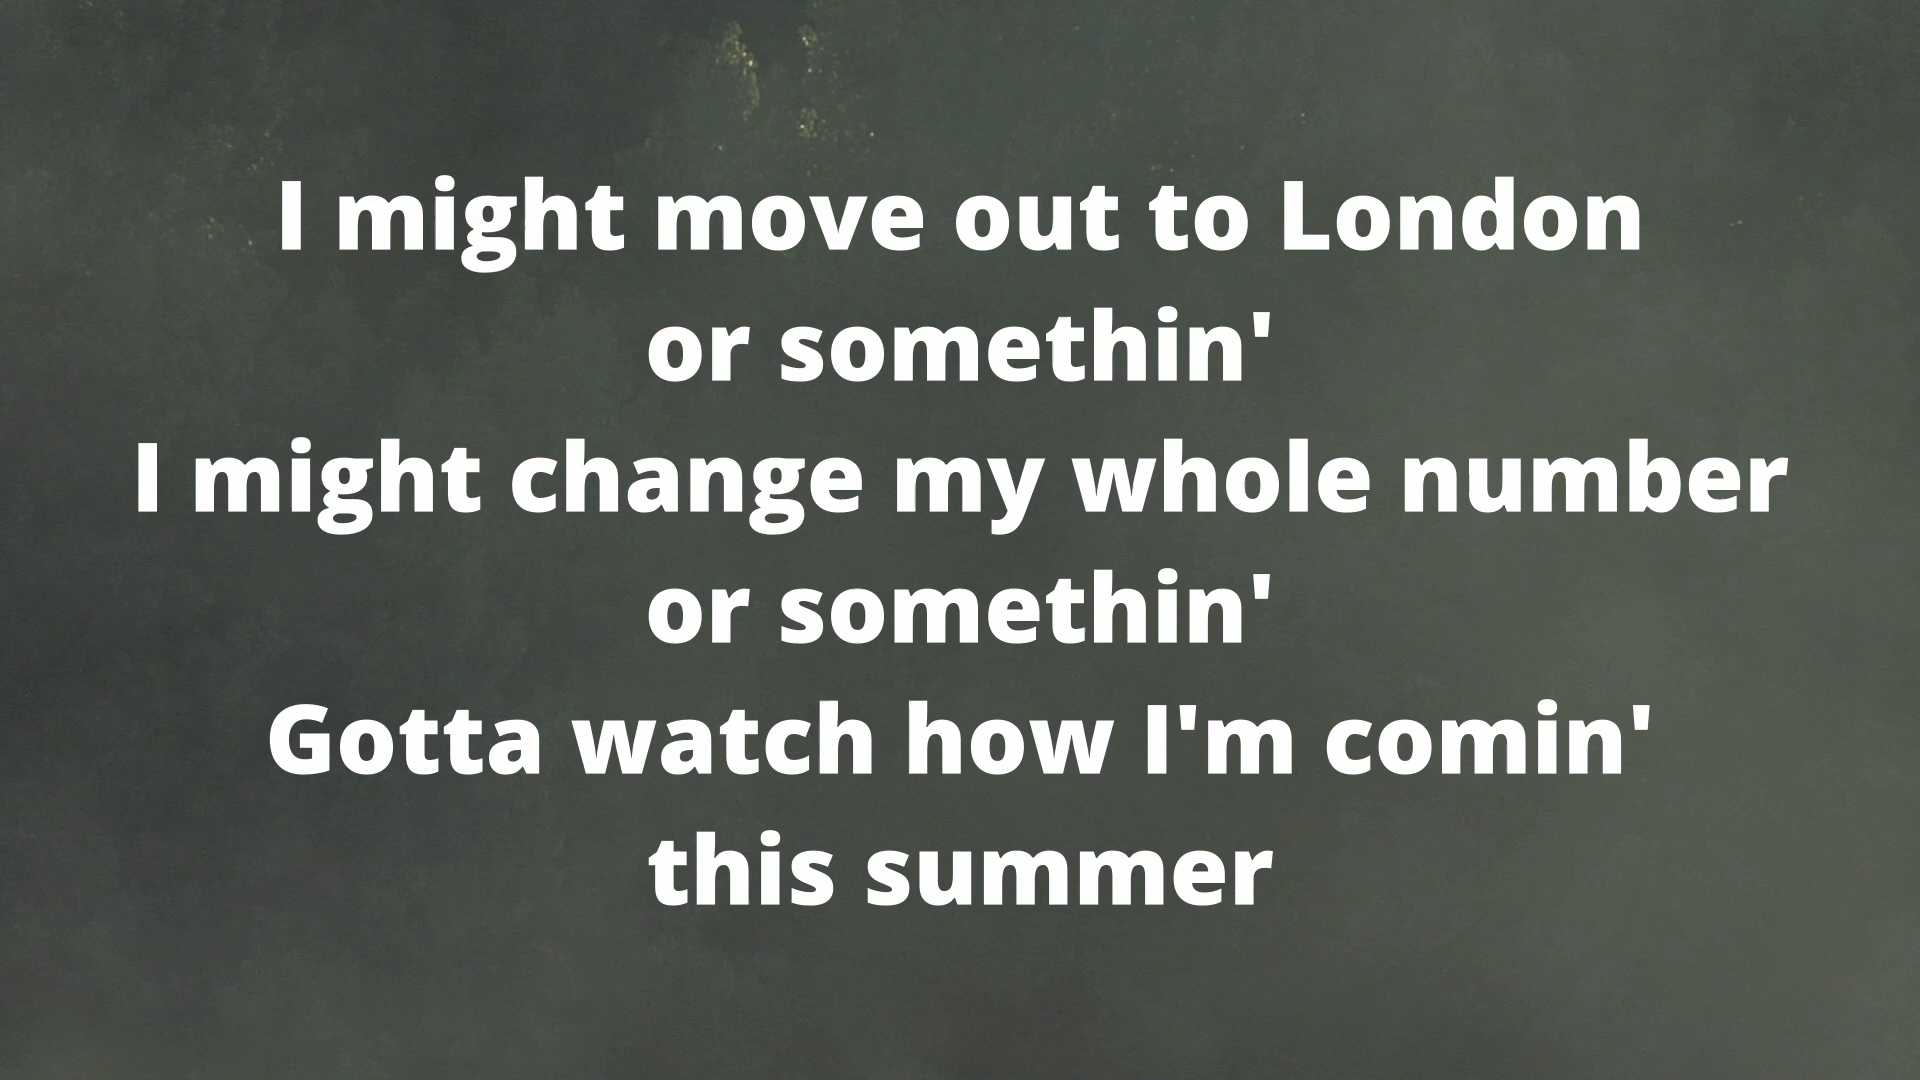 I might move out to London
or somethin'
I might change my whole number
or somethin'
Gotta watch how I'm comin'
this summer